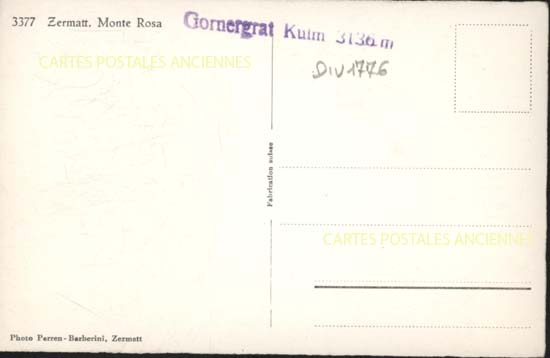 3377 Zermatt. Monte Rosa
Gornergrat Kulm 3136 m
CARTES POSTALES ANCIENNES
DIV1776
Fabrication suisse
CARTES POSTALES ANCIENNES
Photo Perren-Barberini, Zermatt